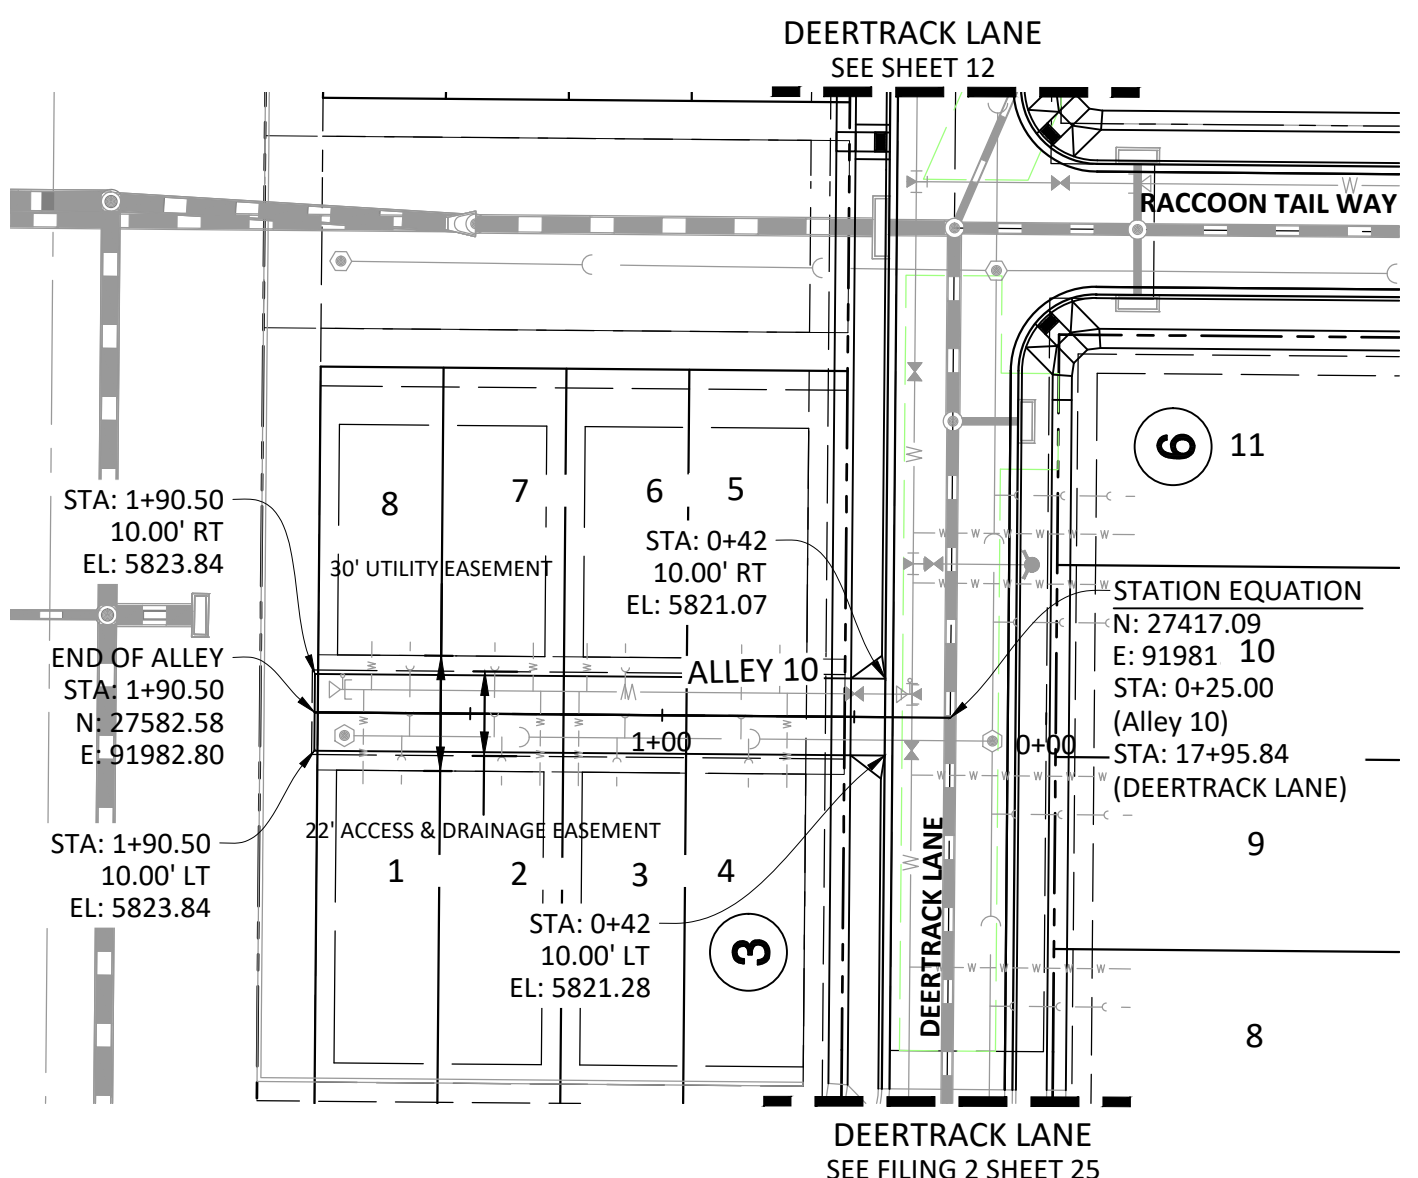 DEERTRACK LANE
SEE SHEET 12
RACCOON TAIL WAY
W
6
11
STA: 1+90.50
10.00' RT
EL: 5823.84
8
7
6
5
STA: 0+42
10.00' RT
EL: 5821.07
30' UTILITY EASEMENT
STATION EQUATION
N: 27417.09
E: 91981
10
STA: 0+25.00
(Alley 10)
STA: 17+95.84
(DEERTRACK LANE)
END OF ALLEY
STA: 1+90.50
N: 27582.58
E: 91982.80
ALLEY 10
1+00
0+00
STA: 1+90.50
10.00' LT
EL: 5823.84
22' ACCESS & DRAINAGE EASEMENT
1
2
3
4
9
STA: 0+42
10.00' LT
EL: 5821.28
3
DEERTRACK LANE
8
DEERTRACK LANE
SEE FILING 2 SHEET 25